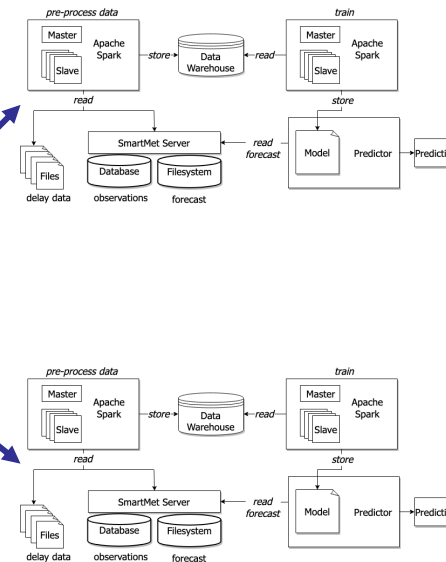 pre-process data
train
Master
Apache
Spark
Slave
store
Data
Warehouse
read
Master
Apache
Spark
Slave
read
store
Files
delay data
SmartMet Server
Database
Filesystem
observations
forecast
read
forecast
Model
Predictor
Predicti
pre-process data
train
Master
Apache
Spark
Slave
store
Data
Warehouse
read
Master
Apache
Spark
Slave
read
store
Files
delay data
SmartMet Server
Database
Filesystem
observations
forecast
read
forecast
Model
Predictor
Predicti